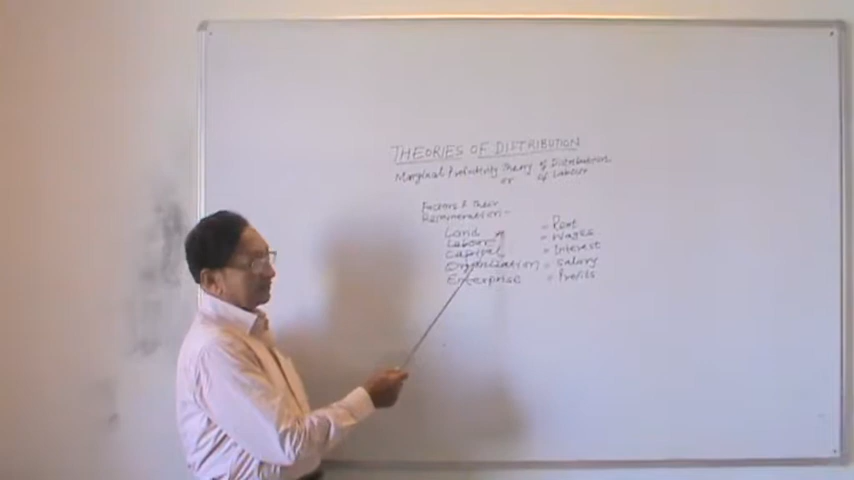 THEORIES OF DISTRIBUTION
Marginal Productivity Theory of Distribution
or of Labour
Factors & their
Remuneration:-
Land - Rent
Labour - Wages
Capital - Interest
Organization - Salary
Enterprise - Profits